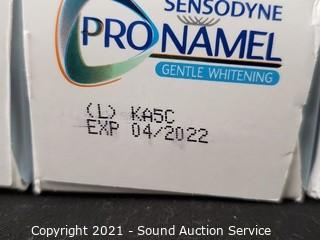 SENSODYNE
PRONAMEL
GENTLE WHITENING
(L) KA5C
EXP 04/2022
Copyright 2021 - Sound Auction Service